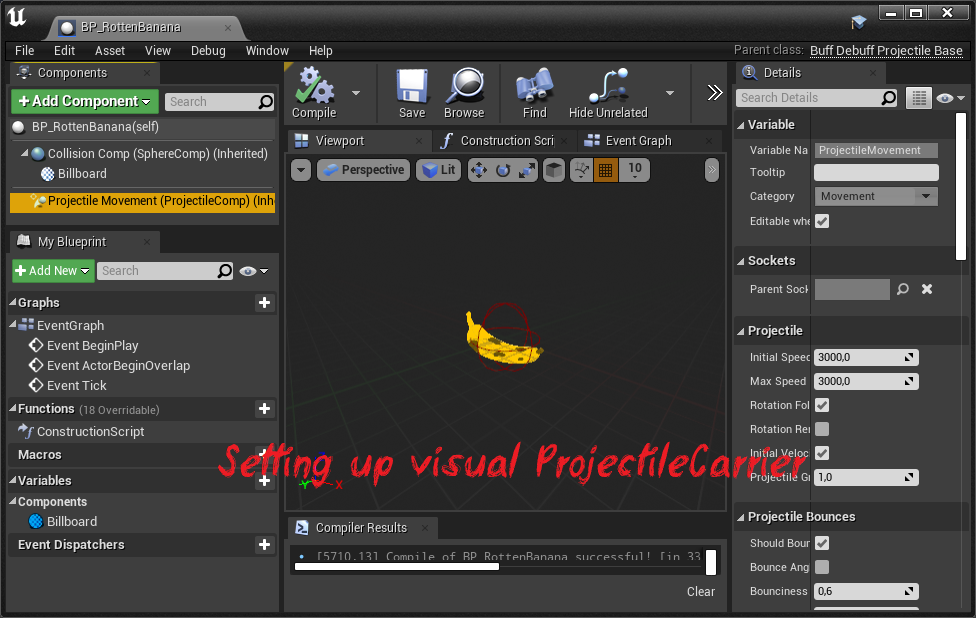 BP_RottenBanana
File Edit Asset View Debug Window Help
Parent class: Buff Debuff Projectile Base
Components
+Add Component
Search
BP_RottenBanana(self)
Collision Comp (SphereComp) (Inherited)
Billboard
Projectile Movement (ProjectileComp) (Inhe
My Blueprint
+Add New
Search
Graphs
EventGraph
Event BeginPlay
Event ActorBeginOverlap
Event Tick
Functions (18 Overridable)
ConstructionScript
Macros
Variables
Components
Billboard
Event Dispatchers
Compile
Save
Browse
Find
Hide Unrelated
Viewport
Construction Scri
Event Graph
Perspective
Lit
10
Setting up visual ProjectileCarrier
Y X
Compiler Results
• [5710,13] Compile of BP_RottenBanana successful! [in 33
Clear
Details
Search Details
Variable
Variable Na ProjectileMovement
Tooltip
Category Movement
Editable whe
Sockets
Parent Sock
Projectile
Initial Speed 3000,0
Max Speed 3000,0
Rotation Fol
Rotation Rer
Initial Veloc
Projectile Gr 1,0
Projectile Bounces
Should Boun
Bounce Ang
Bounciness 0,6